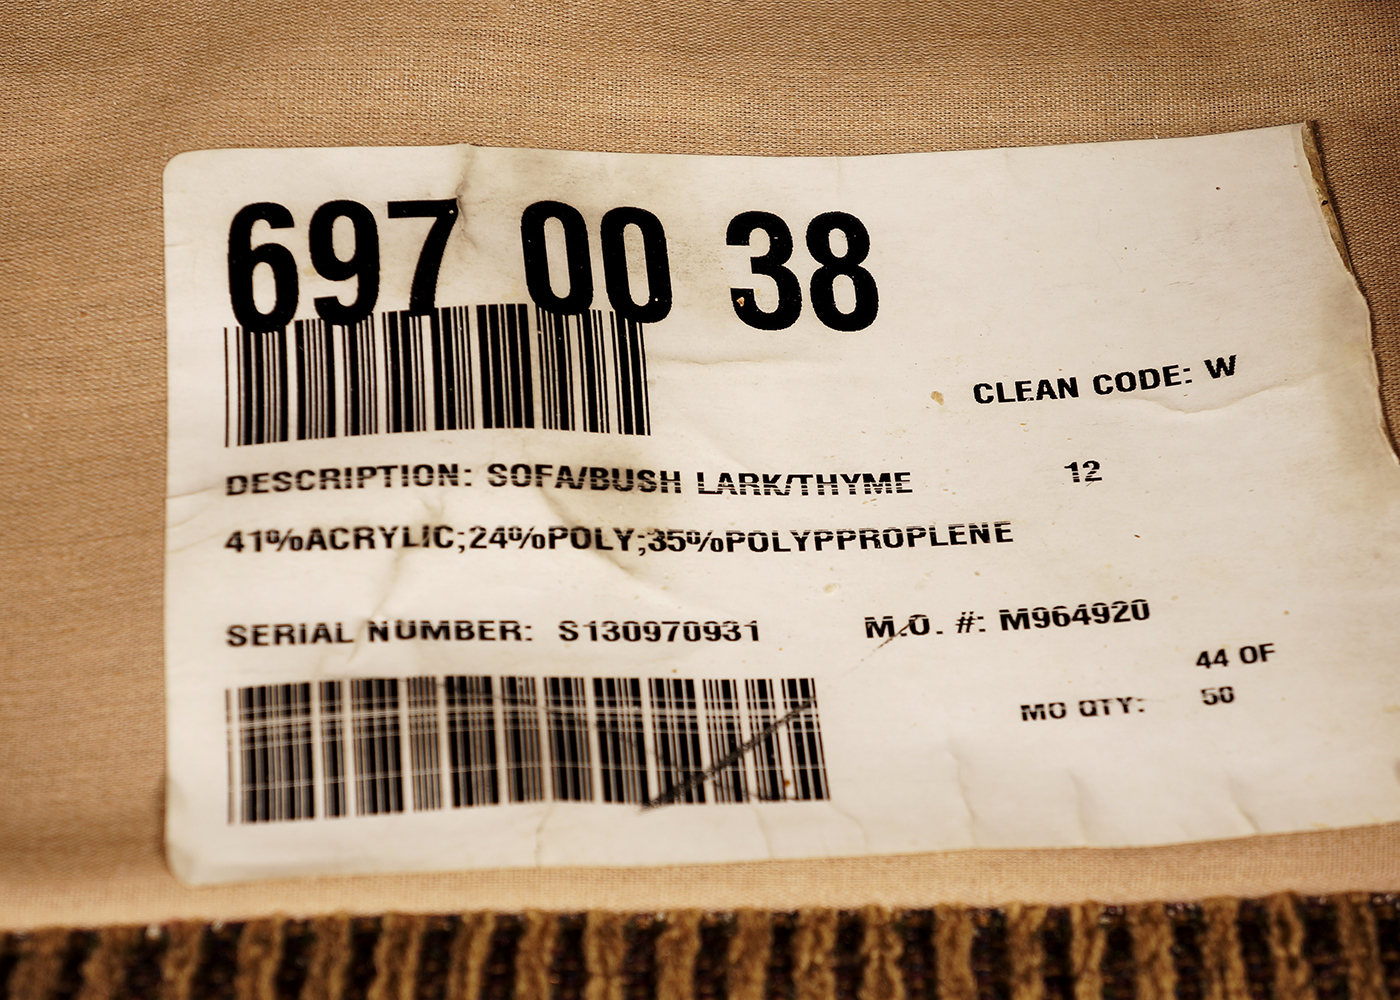 697 00 38
CLEAN CODE: W
DESCRIPTION: SOFA/BUSH LARK/THYME 12
41%ACRYLIC;24%POLY;35%POLYPPROPLENE
SERIAL NUMBER: S130970931 M.O. #: M964920
44 OF
MO QTY: 50